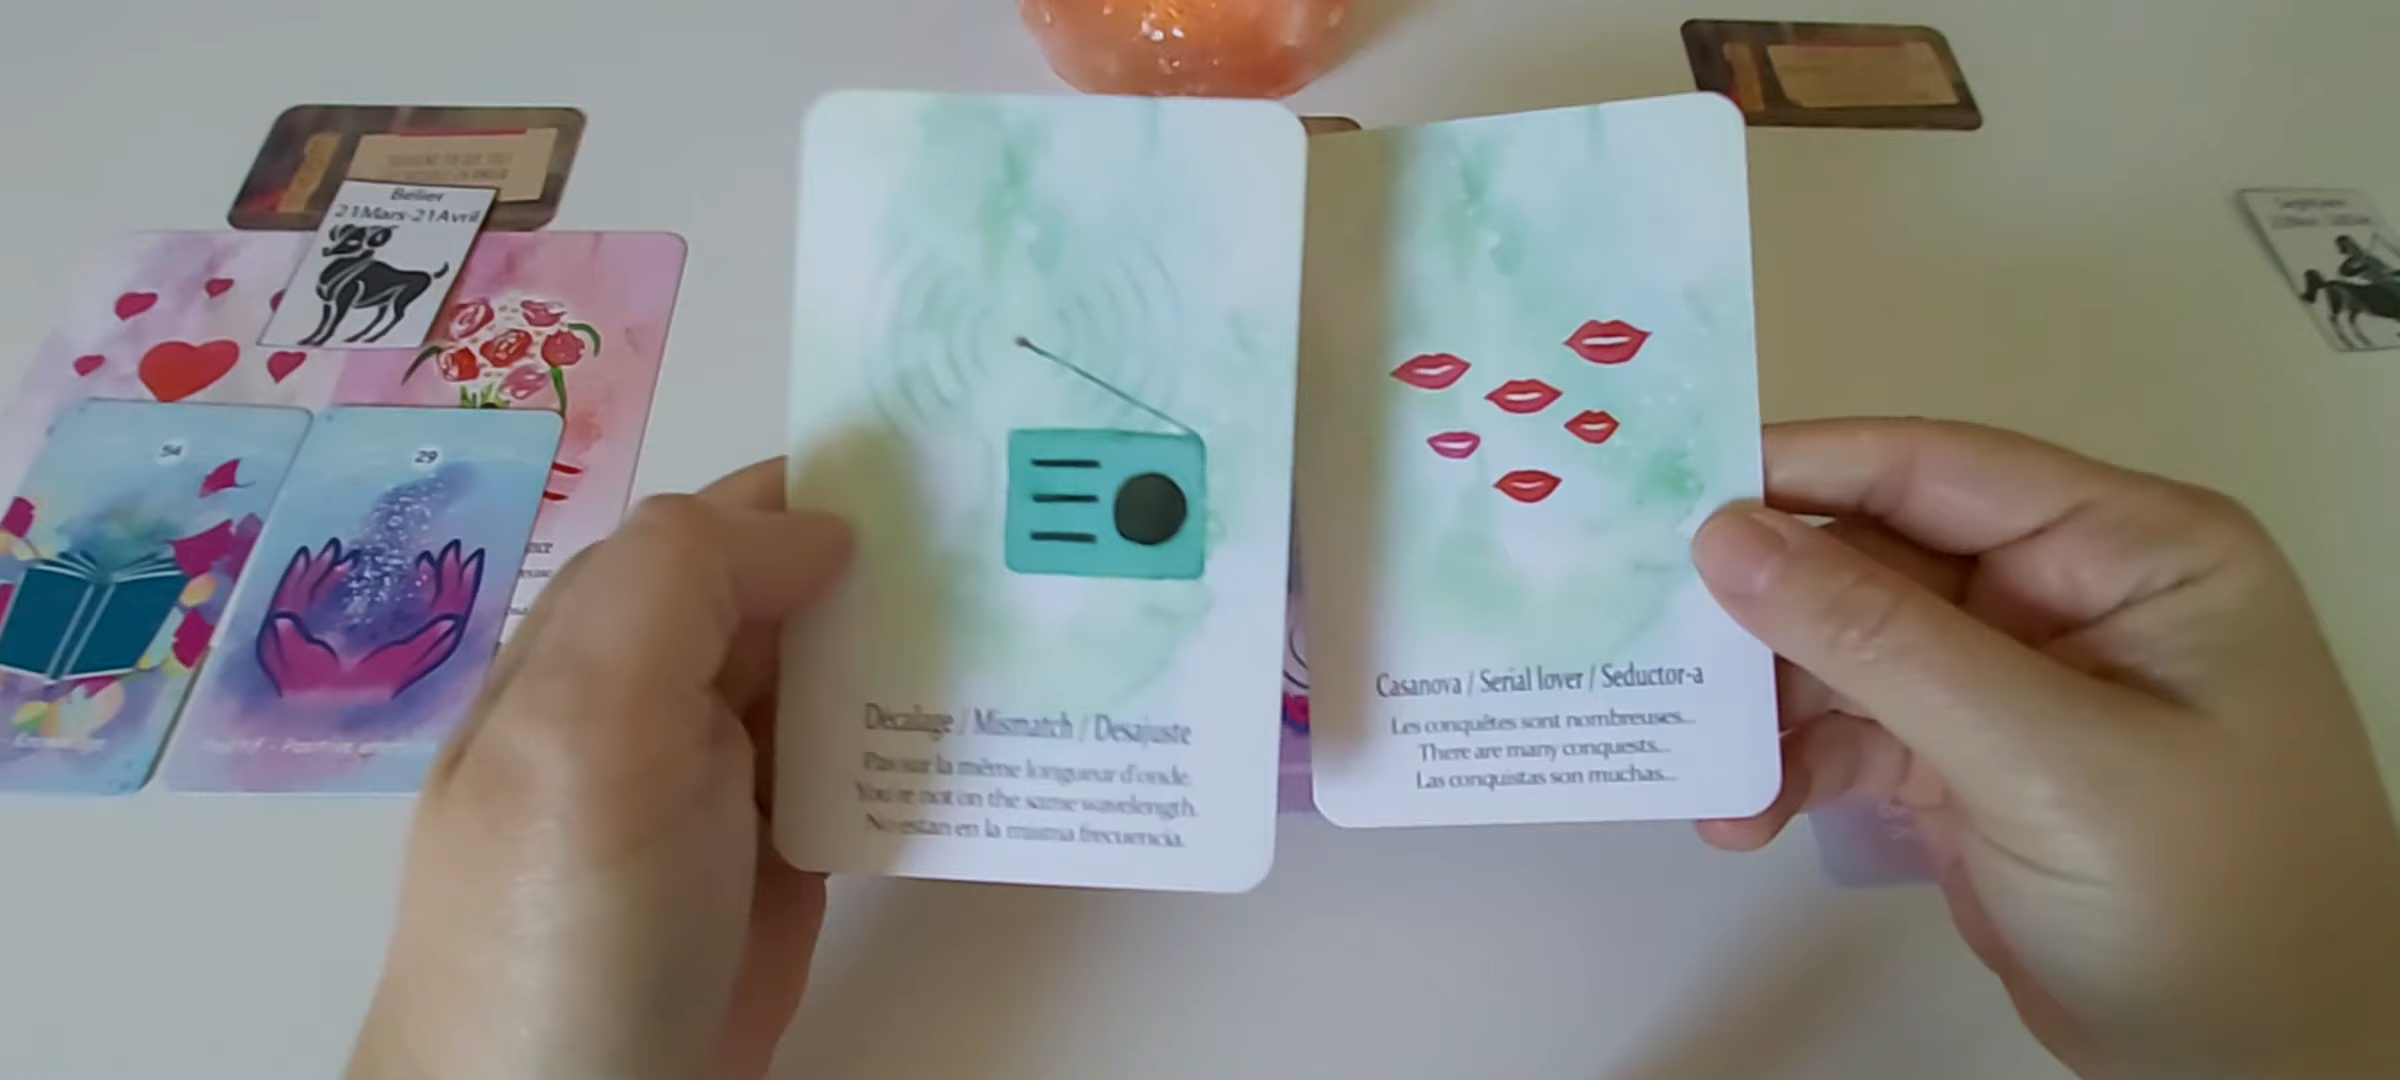 Belier
21Mars-21Avril
54
29
Décalage / Mismatch / Desajuste
Pas sur la même longueur d'onde.
You're not on the same wavelength.
No estan en la misma frecuencia.
Casanova / Serial lover / Seductor-a
Les conquêtes sont nombreuses...
There are many conquests...
Las conquistas son muchas...